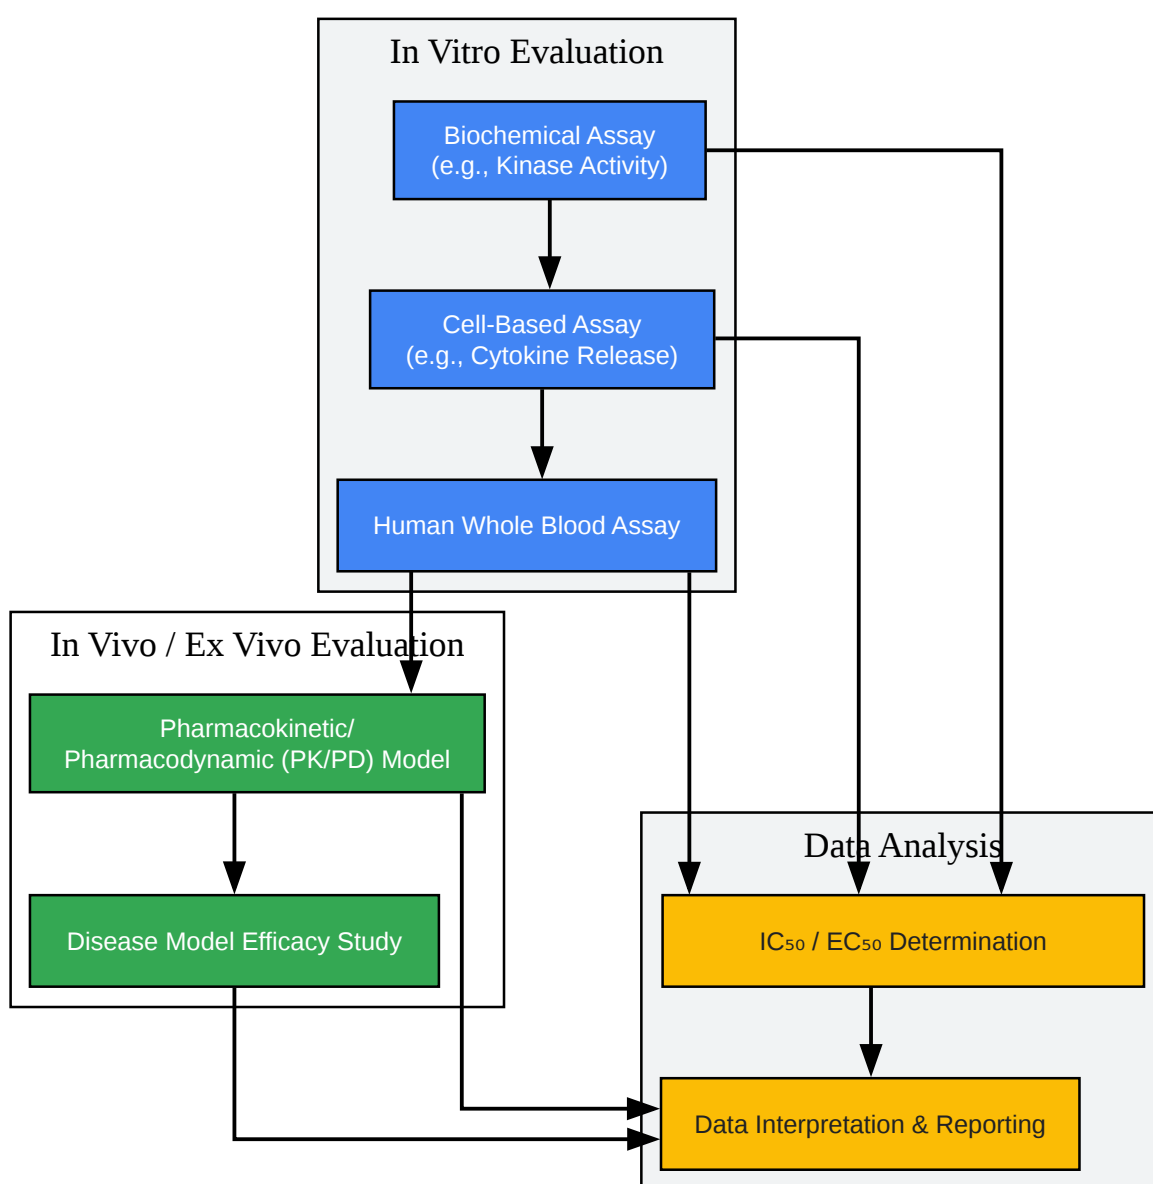 In Vitro Evaluation
Biochemical Assay
(e.g., Kinase Activity)
Cell-Based Assay
(e.g., Cytokine Release)
Human Whole Blood Assay
In Vivo / Ex Vivo Evaluation
Pharmacokinetic/
Pharmacodynamic (PK/PD) Model
Disease Model Efficacy Study
Data Analysis
IC₅₀ / EC₅₀ Determination
Data Interpretation & Reporting